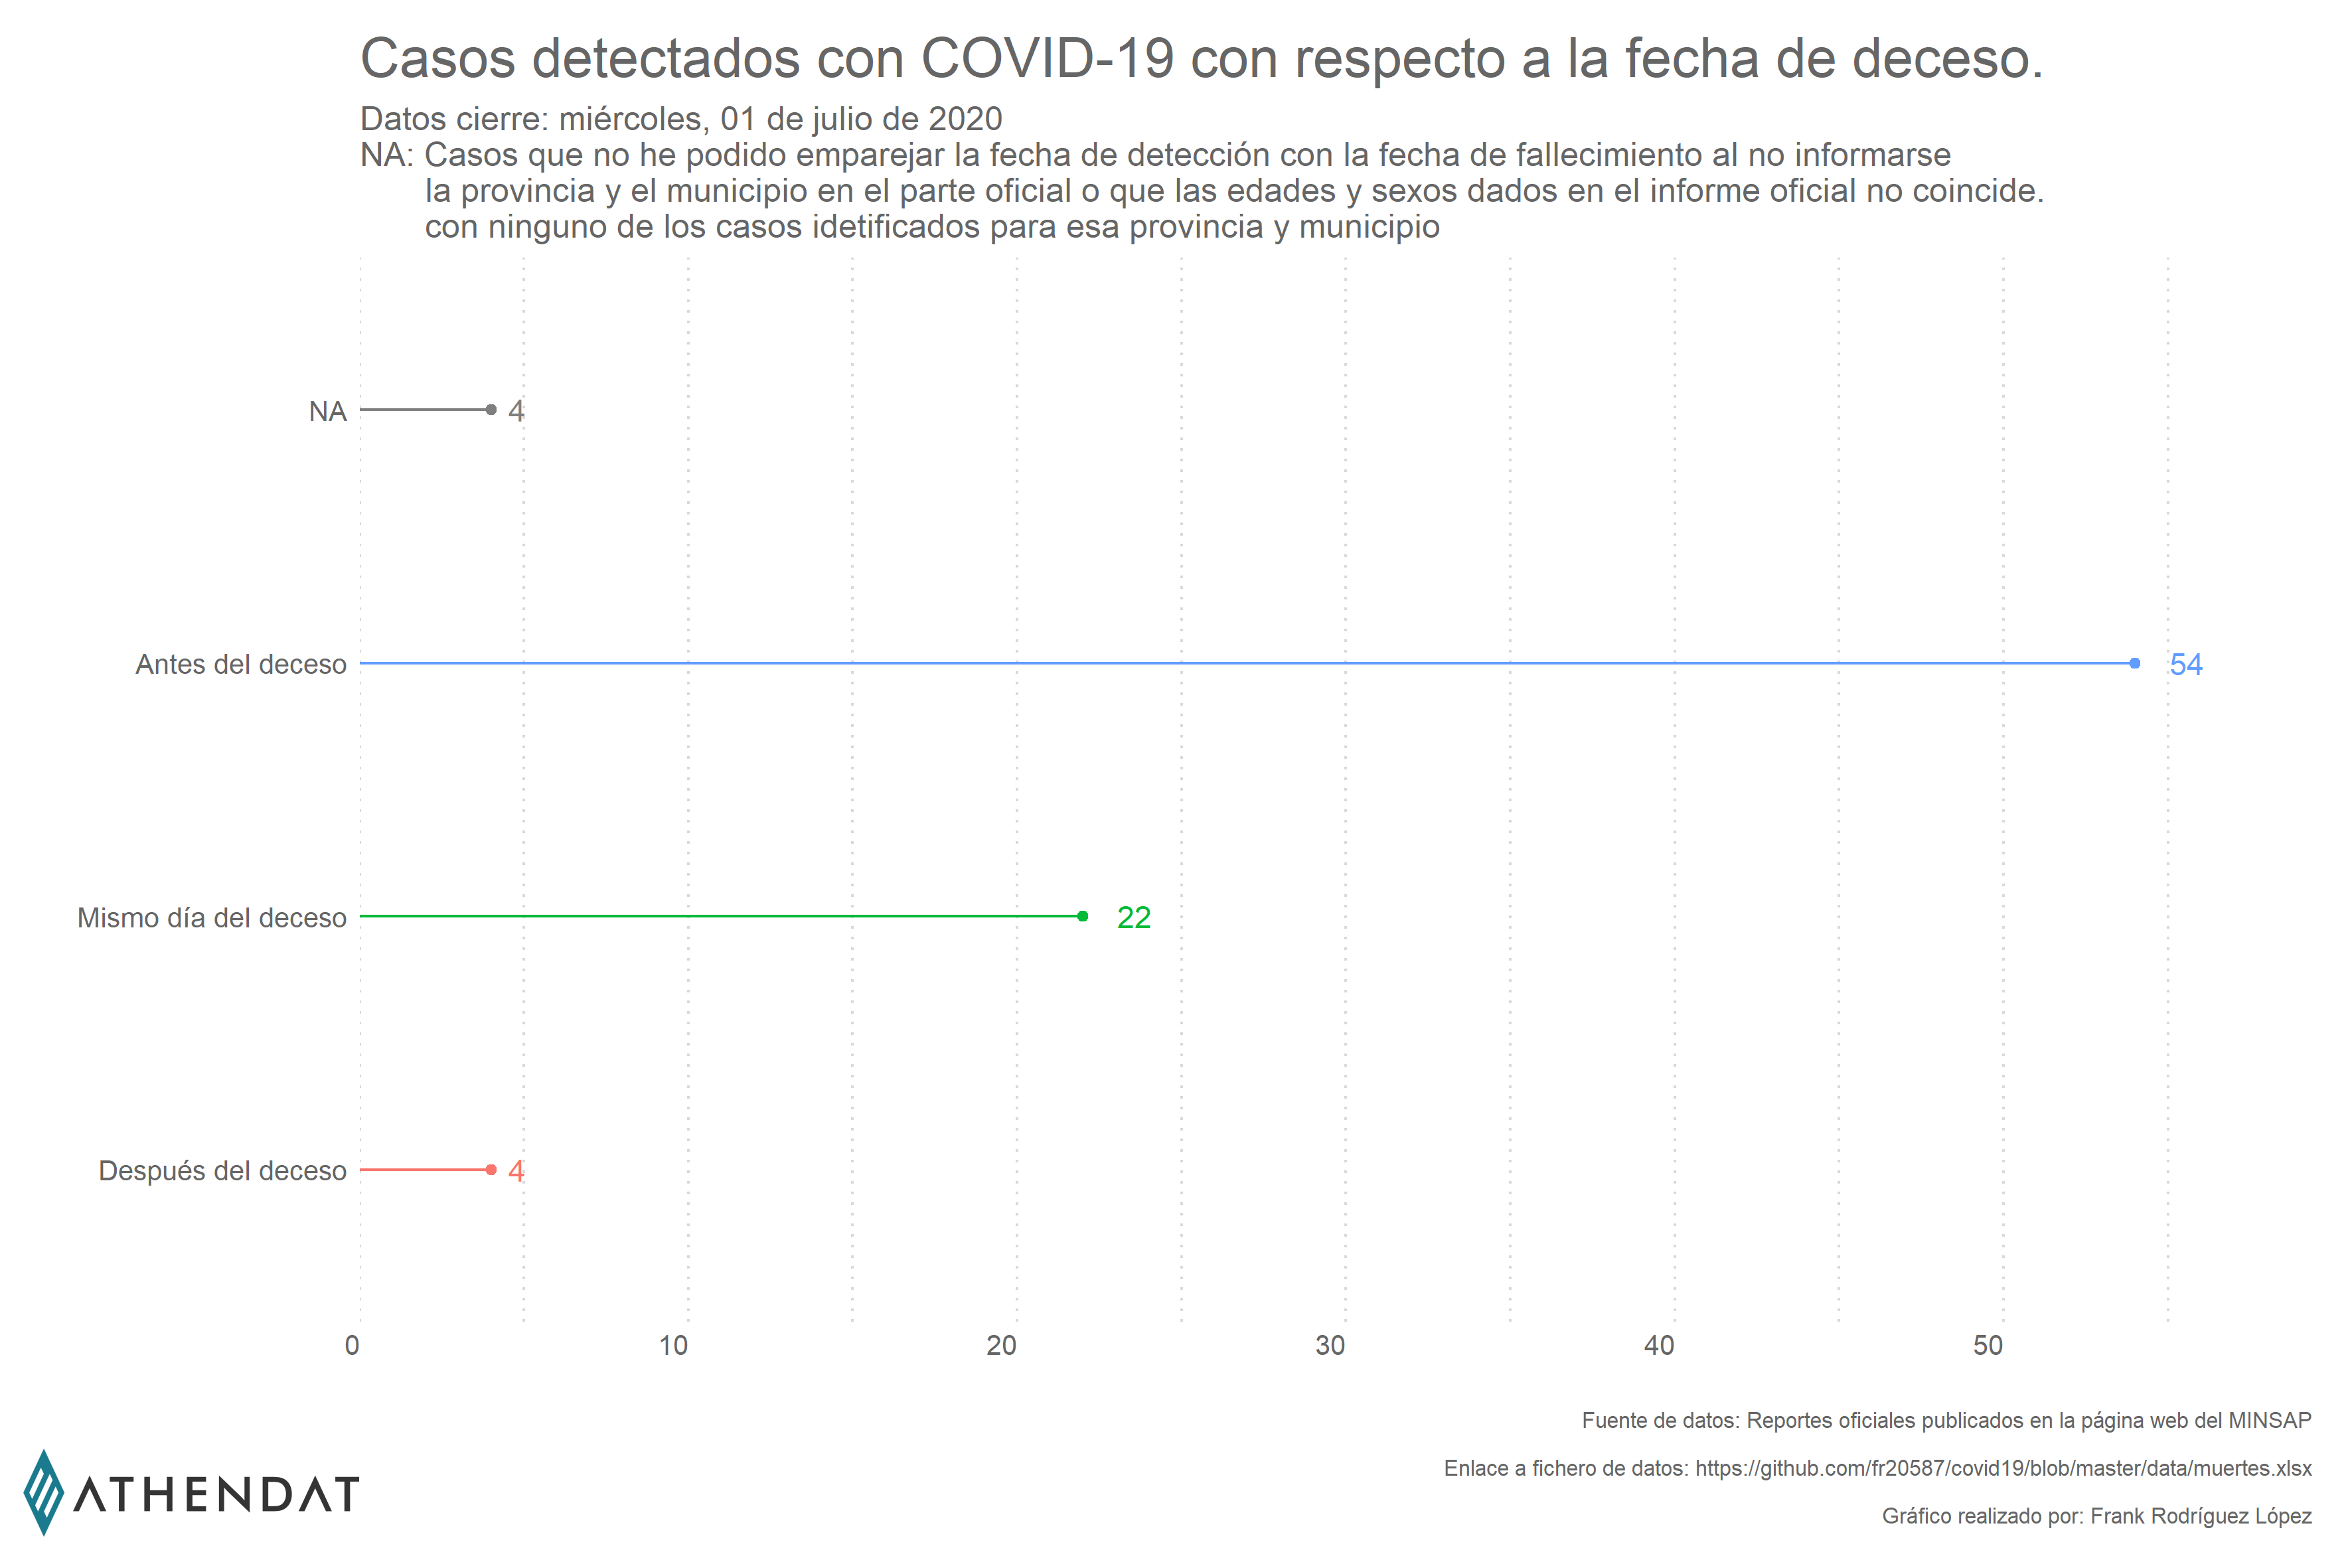 Casos detectados con COVID-19 con respecto a la fecha de deceso.
Datos cierre: miércoles, 01 de julio de 2020
NA: Casos que no he podido emparejar la fecha de detección con la fecha de fallecimiento al no informarse
la provincia y el municipio en el parte oficial o que las edades y sexos dados en el informe oficial no coincide.
con ninguno de los casos idetificados para esa provincia y municipio
NA 4
Antes del deceso 54
Mismo día del deceso 22
Después del deceso 4
0 10 20 30 40 50
Fuente de datos: Reportes oficiales publicados en la página web del MINSAP
Enlace a fichero de datos: https://github.com/fr20587/covid19/blob/master/data/muertes.xlsx
Gráfico realizado por: Frank Rodríguez López
ATHENDAT